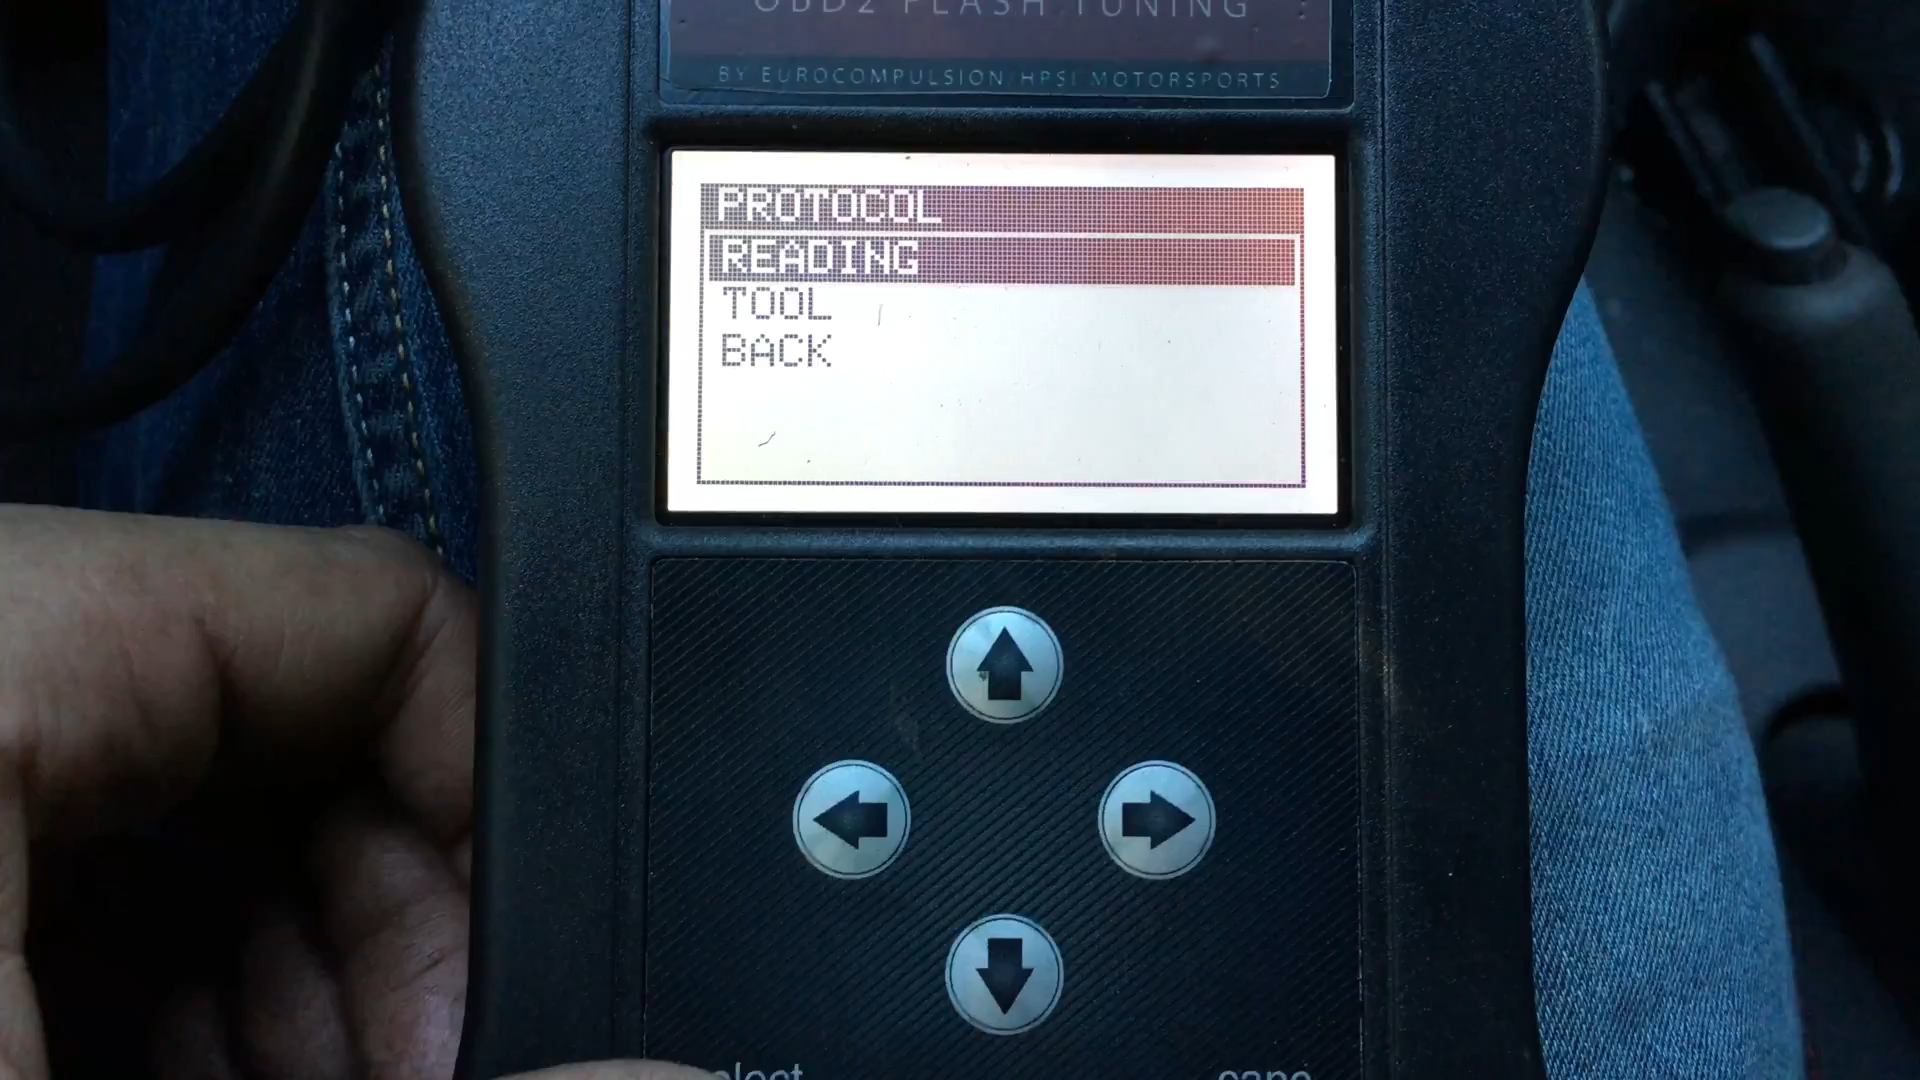 OBD2 FLASH TUNING
BY EUROCOMPULSION/HPSI MOTORSPORTS
PROTOCOL
READING
TOOL
BACK